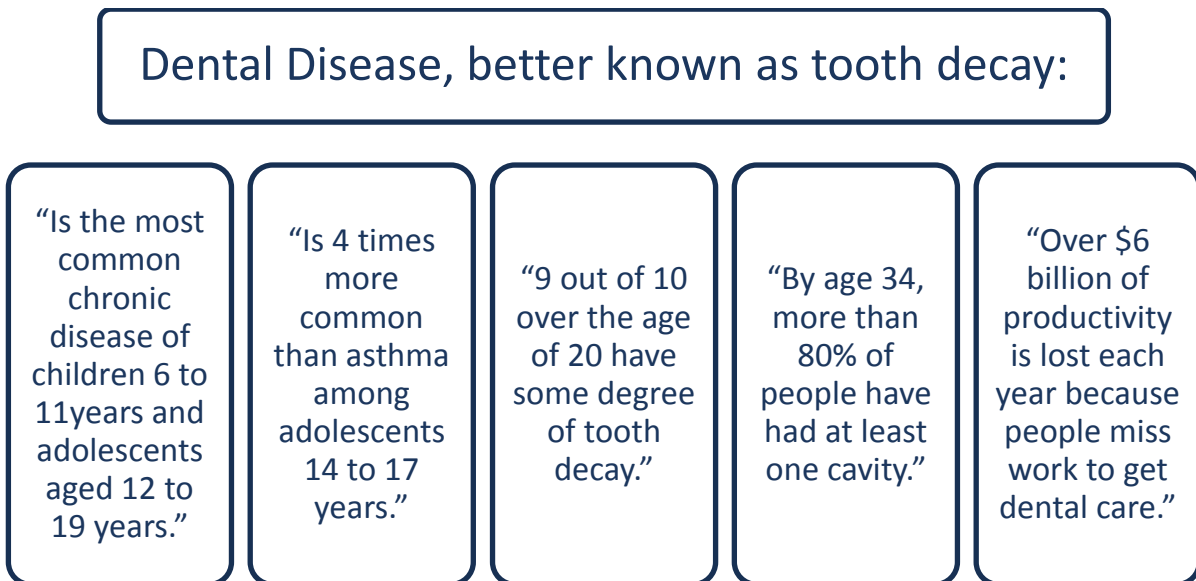 Dental Disease, better known as tooth decay:
“Is the most
common
chronic
disease of
children 6 to
11years and
adolescents
aged 12 to
19 years.”
“Is 4 times
more
common
than asthma
among
adolescents
14 to 17
years.”
“9 out of 10
over the age
of 20 have
some degree
of tooth
decay.”
“By age 34,
more than
80% of
people have
had at least
one cavity.”
“Over $6
billion of
productivity
is lost each
year because
people miss
work to get
dental care.”